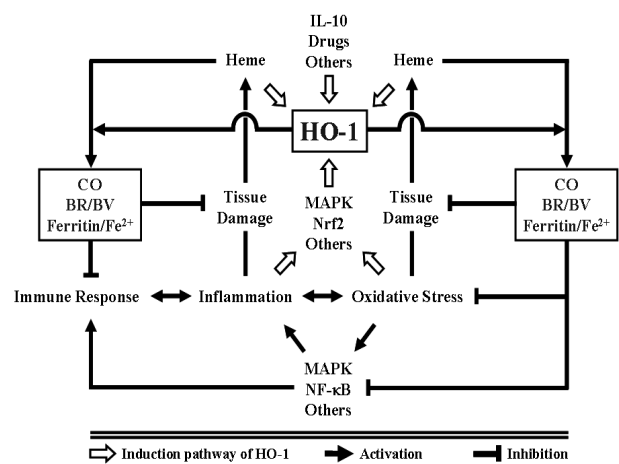 IL-10
Drugs
Others
Heme
Heme
HO-1
CO
BR/BV
Ferritin/Fe²⁺
Tissue
Damage
MAPK
Nrf2
Others
Tissue
Damage
CO
BR/BV
Ferritin/Fe²⁺
Immune Response
Inflammation
Oxidative Stress
MAPK
NF-κB
Others
Induction pathway of HO-1
Activation
Inhibition